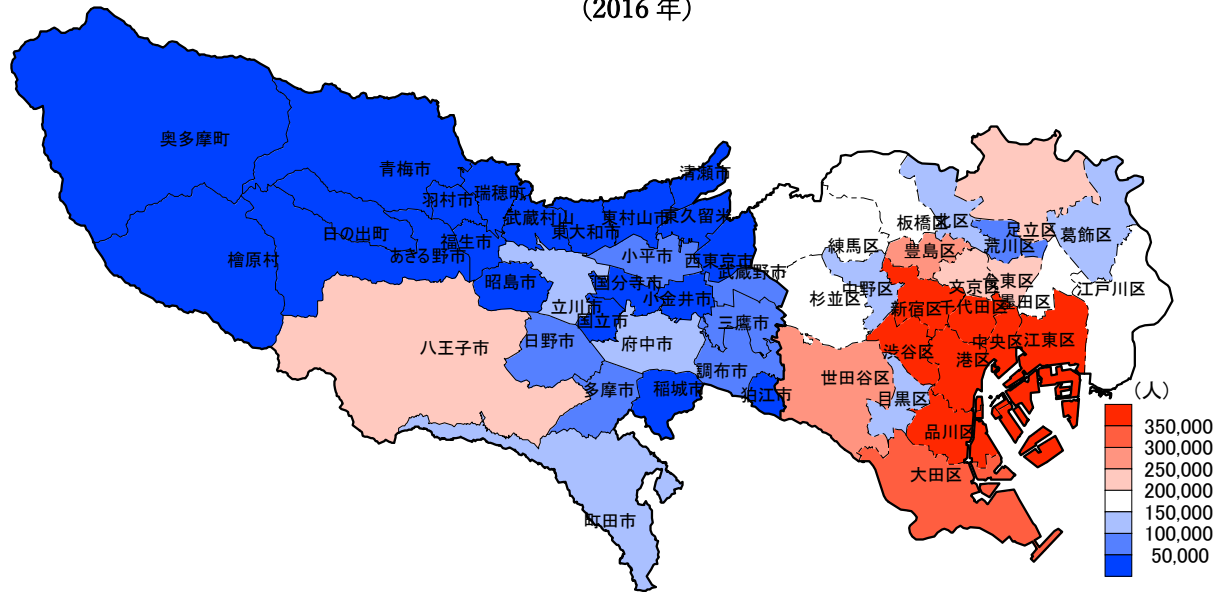 (2016年)
奥多摩町
青梅市
清瀬市
羽村市
瑞穂町
武蔵村山
東村山市
東久留米
東大和市
日の出町
福生市
あきる野市
檜原村
昭島市
小平市
西東京市
国分寺市
武蔵野市
小金井市
立川市
国立市
三鷹市
八王子市
日野市
府中市
調布市
多摩市
稲城市
狛江市
町田市
板橋区
北区
足立区
葛飾区
練馬区
豊島区
荒川区
中野区
文京区
台東区
杉並区
墨田区
江戸川区
新宿区
千代田区
渋谷区
港区
中央区
江東区
世田谷区
目黒区
品川区
大田区
(人)
350,000
300,000
250,000
200,000
150,000
100,000
50,000